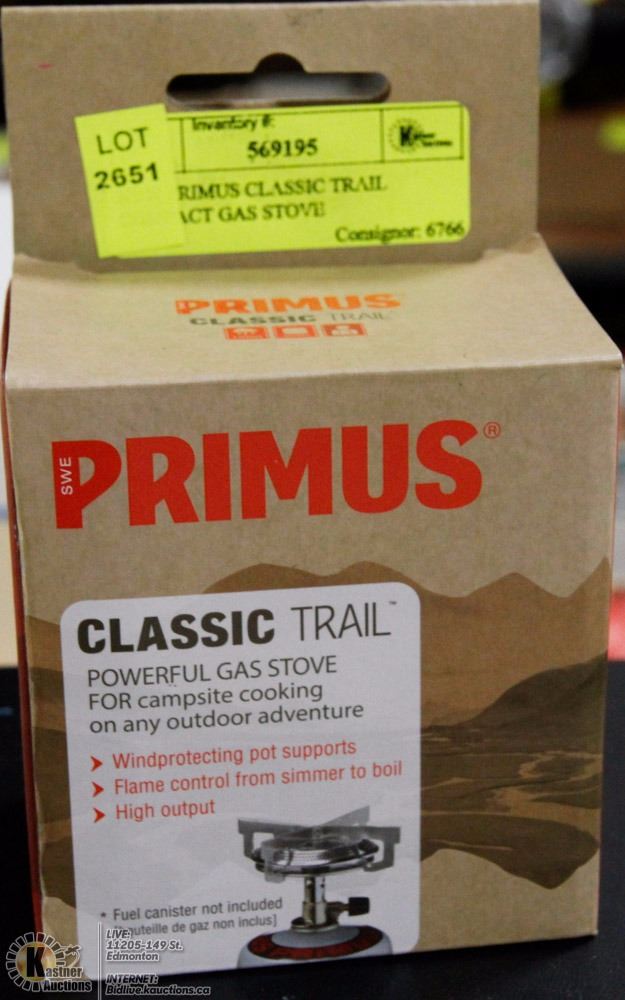 LOT
2651
Inventory #:
569195
Kastner
Auctions
RIMUS CLASSIC TRAIL
ACT GAS STOVE
Consignor: 6766
PRIMUS
CLASSIC TRAIL
SWE
PRIMUS®
CLASSIC TRAIL™
POWERFUL GAS STOVE
FOR campsite cooking
on any outdoor adventure
Windprotecting pot supports
Flame control from simmer to boil
High output
* Fuel canister not included
[Bouteille de gaz non inclus]
Kastner
Auctions
LIVE:
11205-149 St.
Edmonton
INTERNET:
Bidlive.kauctions.ca